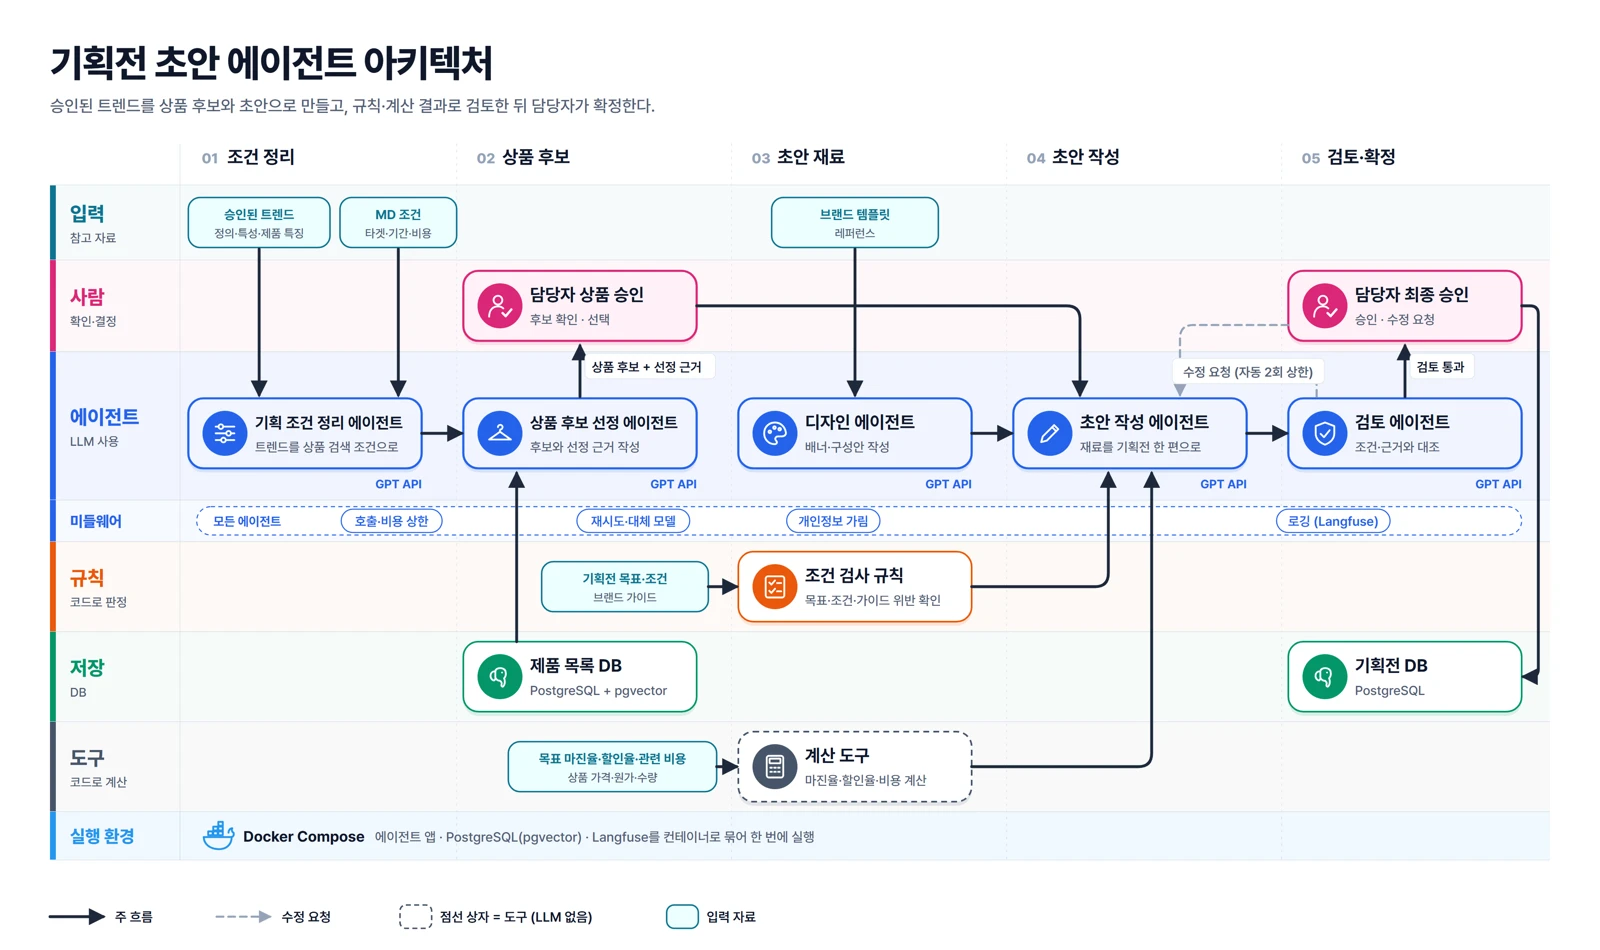 기획전 초안 에이전트 아키텍처
승인된 트렌드를 상품 후보와 초안으로 만들고, 규칙·계산 결과로 검토한 뒤 담당자가 확정한다.
01 조건 정리
02 상품 후보
03 초안 재료
04 초안 작성
05 검토·확정
입력
참고 자료
승인된 트렌드
정의·특성·제품 특징
MD 조건
타겟·기간·비용
브랜드 템플릿
레퍼런스
사람
확인·결정
담당자 상품 승인
후보 확인 · 선택
담당자 최종 승인
승인 · 수정 요청
상품 후보 + 선정 근거
수정 요청 (자동 2회 상한)
검토 통과
에이전트
LLM 사용
기획 조건 정리 에이전트
트렌드를 상품 검색 조건으로
GPT API
상품 후보 선정 에이전트
후보와 선정 근거 작성
GPT API
디자인 에이전트
배너·구성안 작성
GPT API
초안 작성 에이전트
재료를 기획전 한 편으로
GPT API
검토 에이전트
조건·근거와 대조
GPT API
미들웨어
모든 에이전트
호출·비용 상한
재시도·대체 모델
개인정보 가림
로깅 (Langfuse)
규칙
코드로 판정
기획전 목표·조건
브랜드 가이드
조건 검사 규칙
목표·조건·가이드 위반 확인
저장
DB
제품 목록 DB
PostgreSQL + pgvector
기획전 DB
PostgreSQL
도구
코드로 계산
목표 마진율·할인율·관련 비용
상품 가격·원가·수량
계산 도구
마진율·할인율·비용 계산
실행 환경
Docker Compose 에이전트 앱 · PostgreSQL(pgvector) · Langfuse를 컨테이너로 묶어 한 번에 실행
주 흐름
수정 요청
점선 상자 = 도구 (LLM 없음)
입력 자료